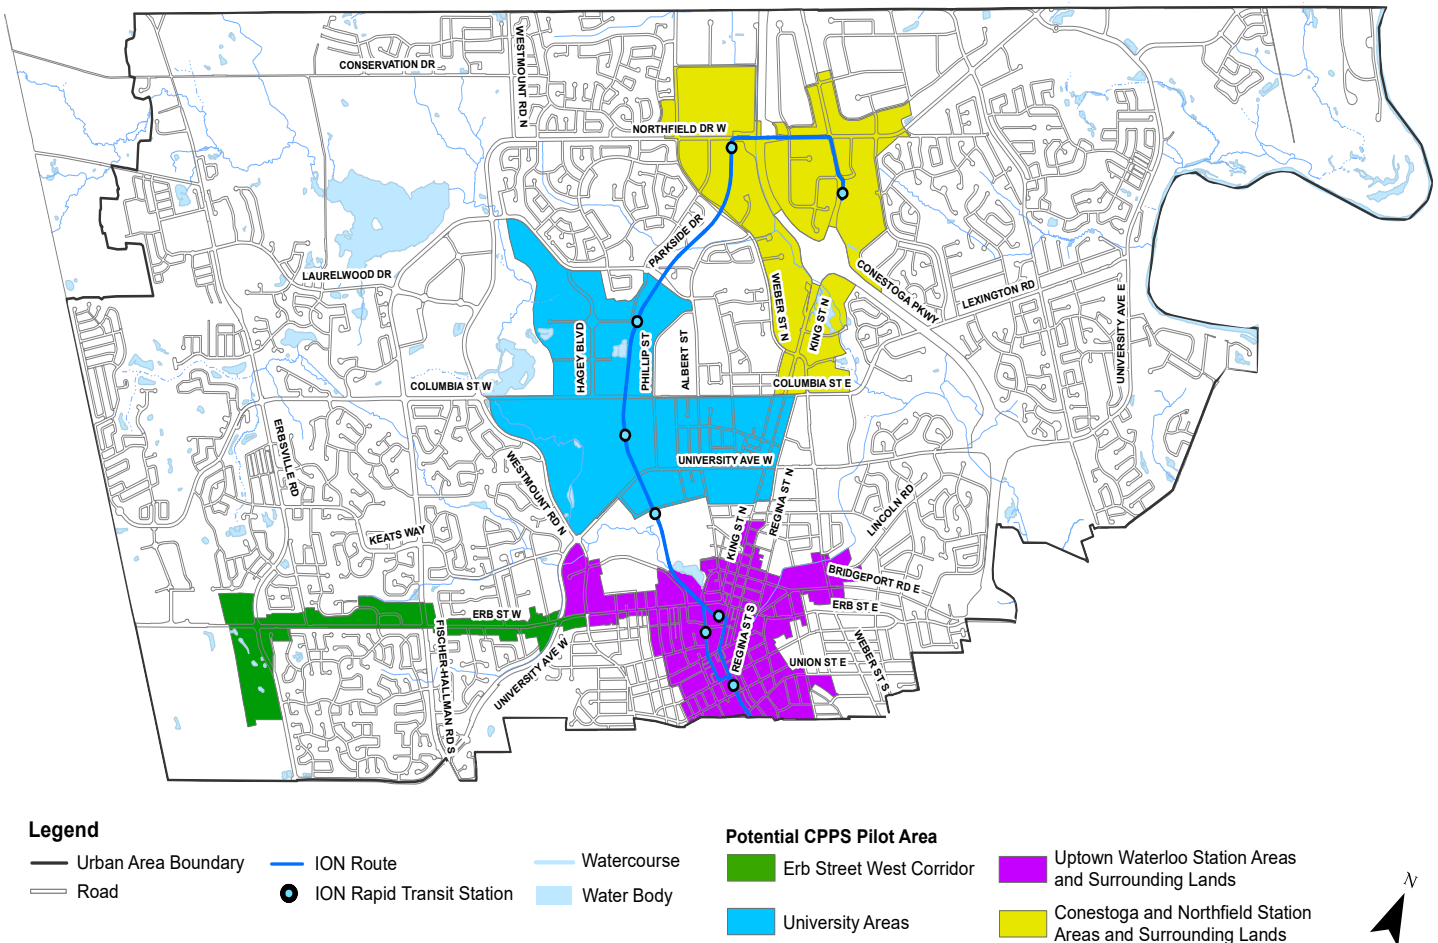 CONSERVATION DR
WESTMOUNT RD N
NORTHFIELD DR W
PARKSIDE DR
LAURELWOOD DR
CONESTOGA PKWY
LEXINGTON RD
WEBER ST N
KING ST N
UNIVERSITY AVE E
HAGEY BLVD
PHILLIP ST
ALBERT ST
COLUMBIA ST W
COLUMBIA ST E
ERBSVILLE RD
UNIVERSITY AVE W
WESTMOUNT RD N
REGINA ST N
KING ST N
LINCOLN RD
KEATS WAY
BRIDGEPORT RD E
ERB ST W
ERB ST E
FISCHER-HALLMAN RD S
REGINA ST S
WEBER ST S
UNION ST E
UNIVERSITY AVE W
Legend
Urban Area Boundary
Road
ION Route
ION Rapid Transit Station
Watercourse
Water Body
Potential CPPS Pilot Area
Erb Street West Corridor
University Areas
Uptown Waterloo Station Areas
and Surrounding Lands
Conestoga and Northfield Station
Areas and Surrounding Lands
N